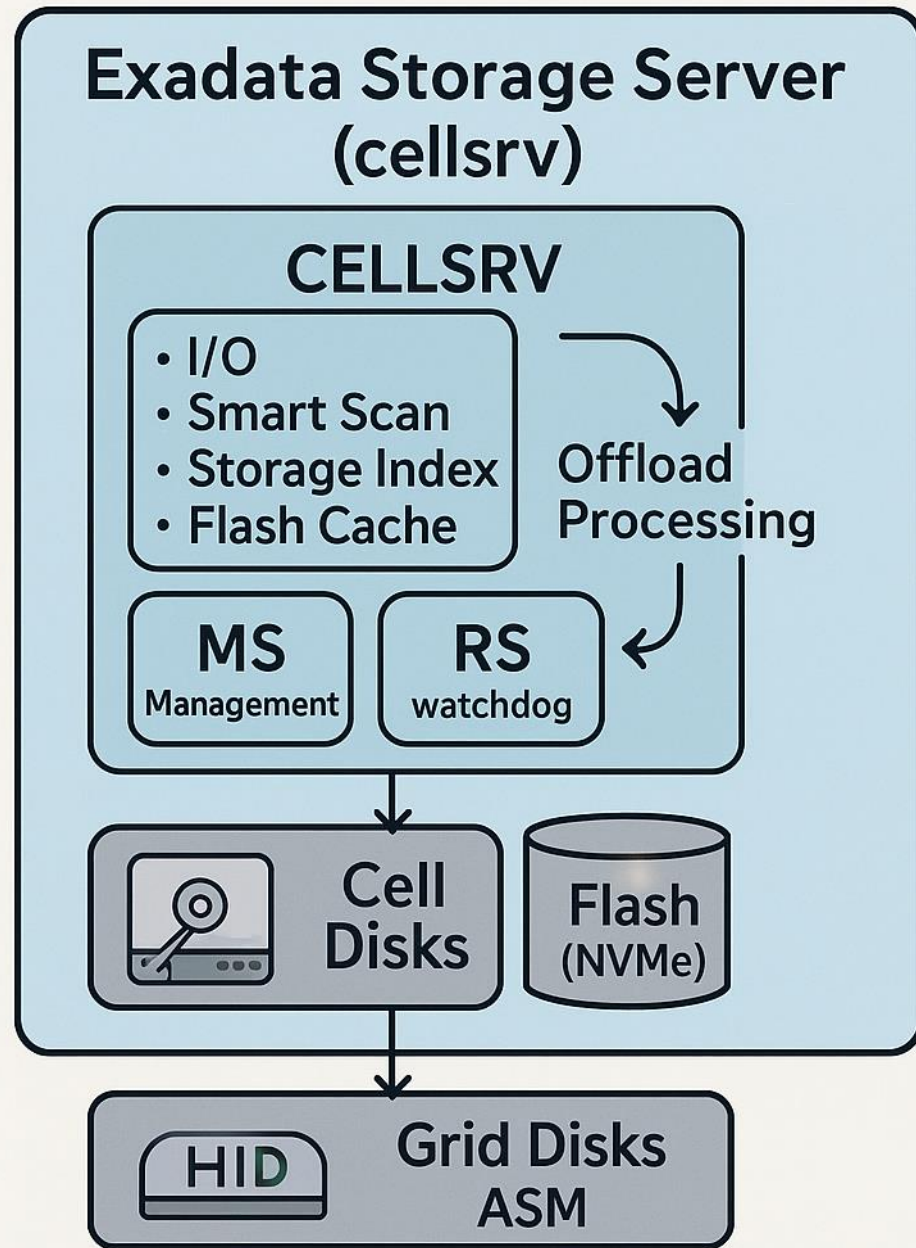 Exadata Storage Server
(cellsrv)
CELLSRV
• I/O
• Smart Scan
• Storage Index
• Flash Cache
Offload
Processing
MS
Management
RS
watchdog
Cell
Disks
Flash
(NVMe)
HID
Grid Disks
ASM